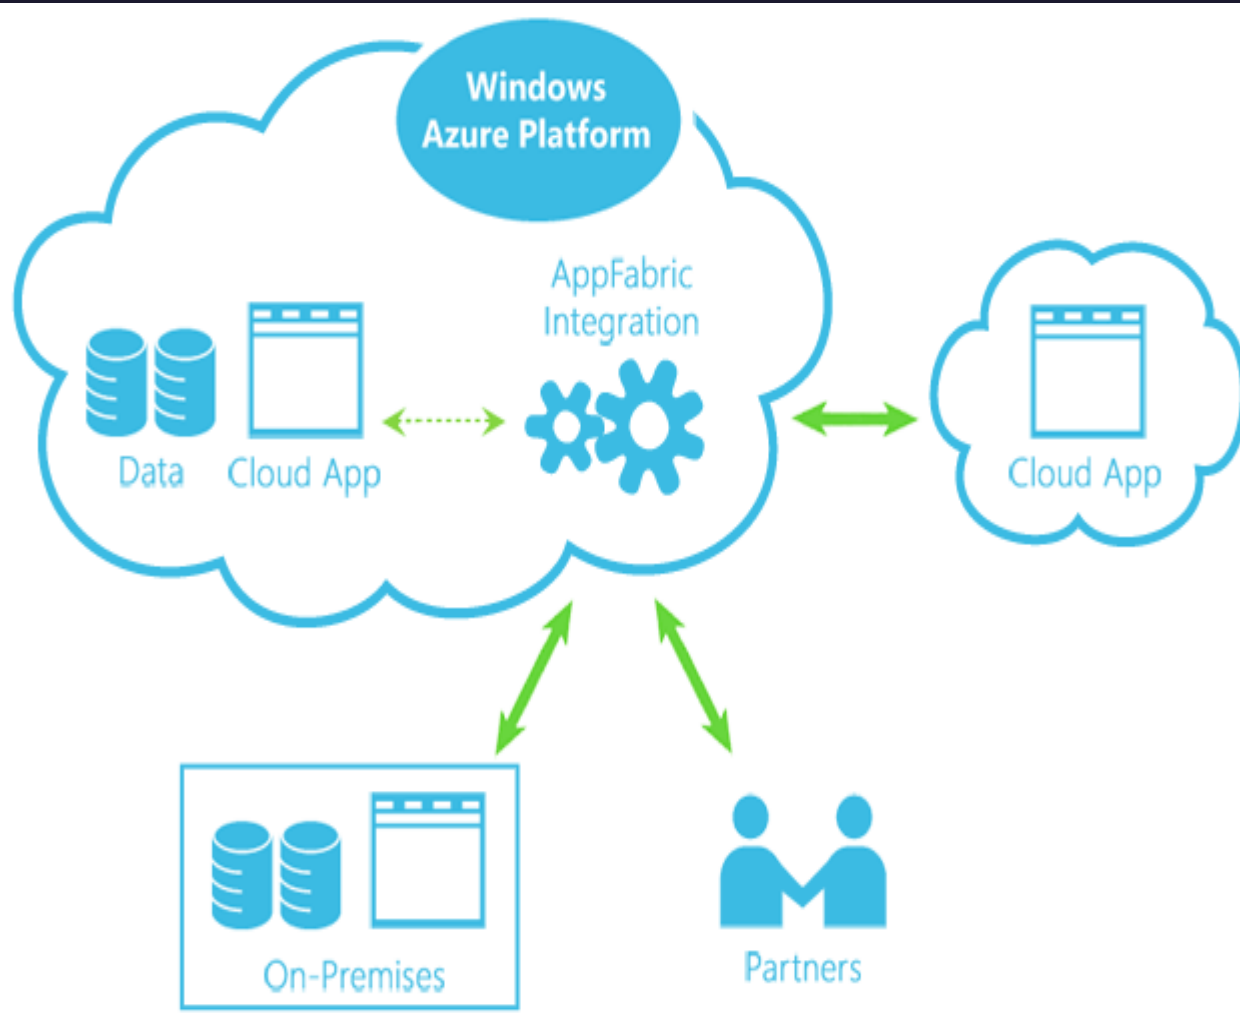 Windows
Azure Platform
AppFabric
Integration
Data
Cloud App
Cloud App
On-Premises
Partners